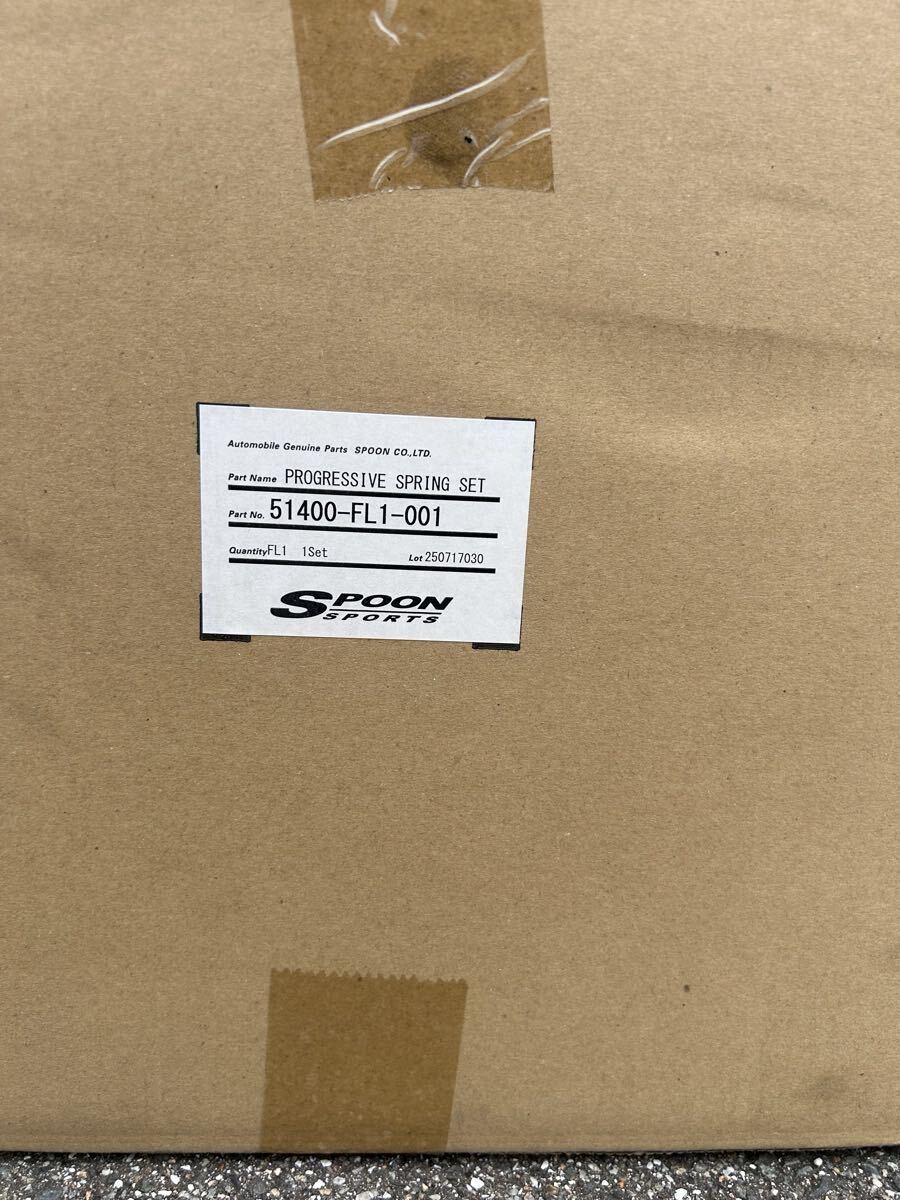 Automobile Genuine Parts SPOON CO.,LTD.
Part Name PROGRESSIVE SPRING SET
Part No. 51400-FL1-001
Quantity FL1 1Set Lot 250717030
SPOON
SPORTS